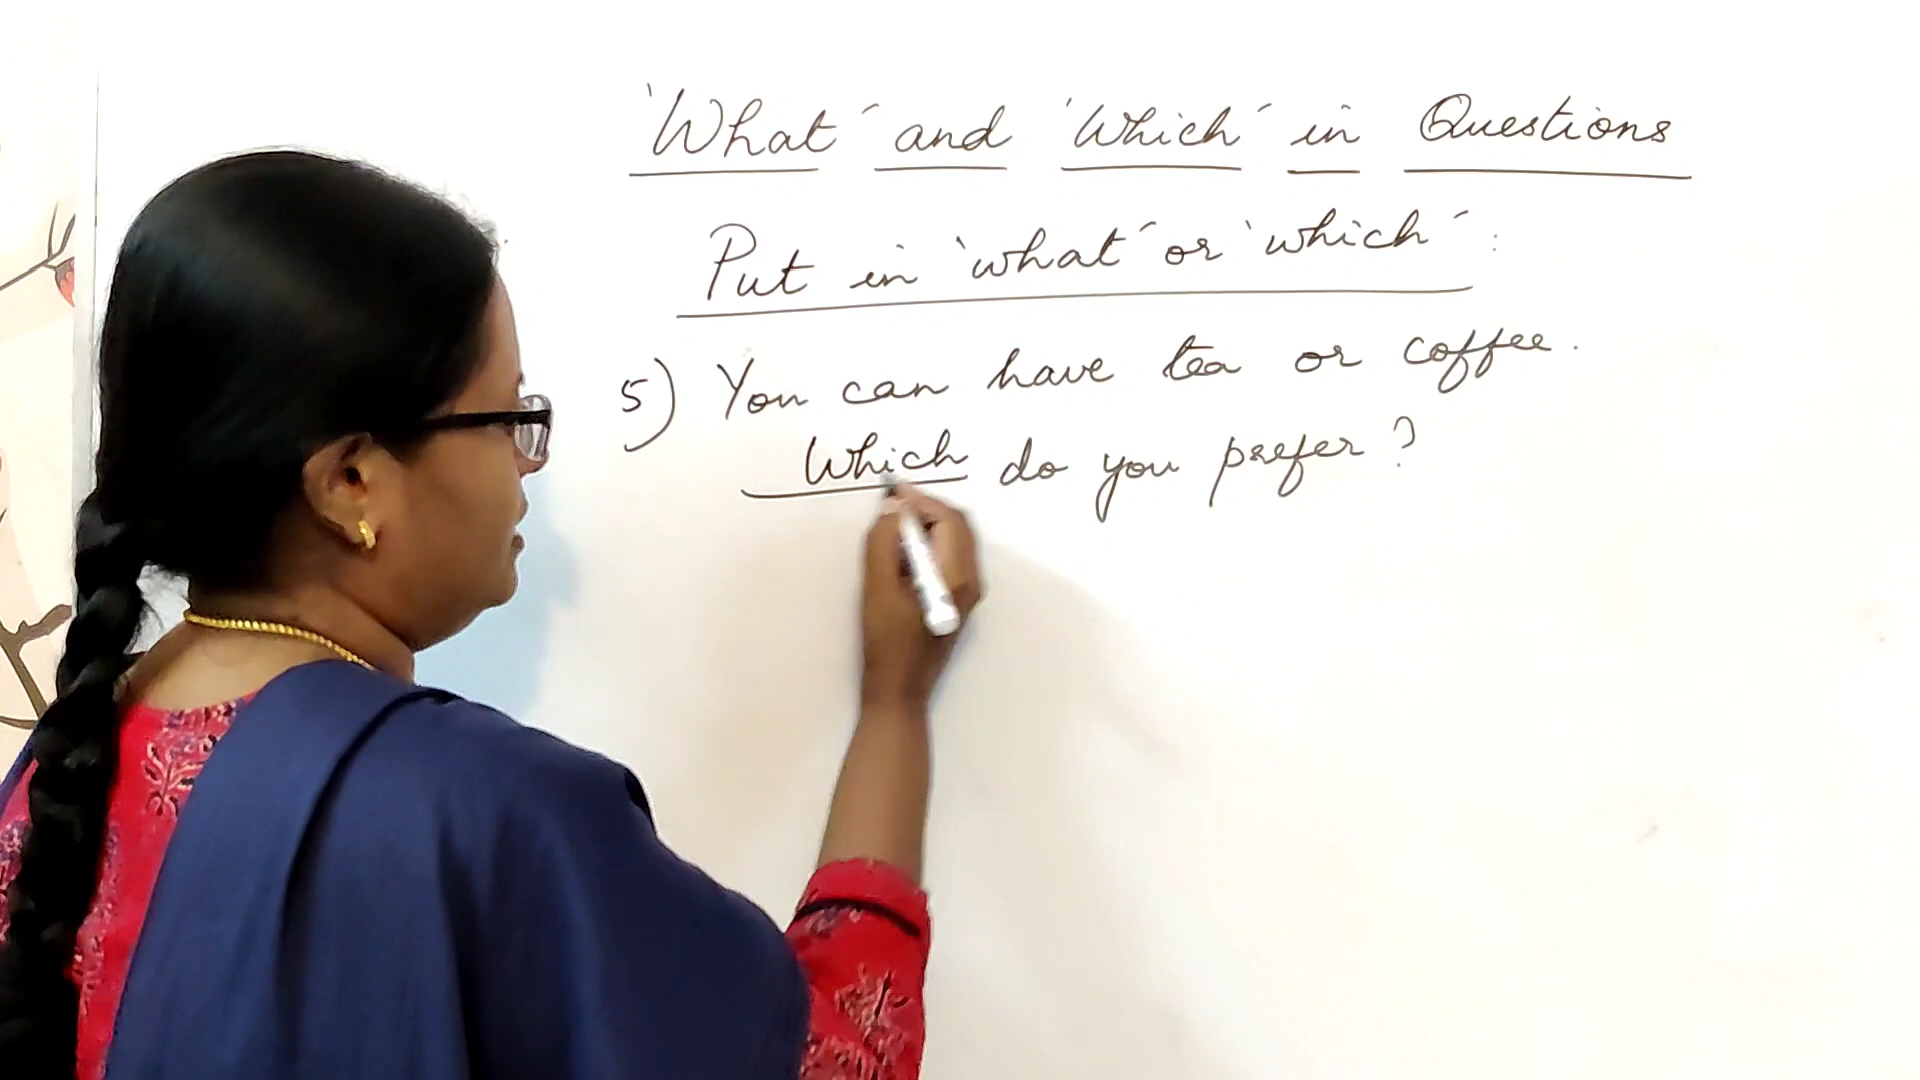 'What' and 'Which' in Questions
Put in 'what' or 'which' :
5) You can have tea or coffee.
Which do you prefer?